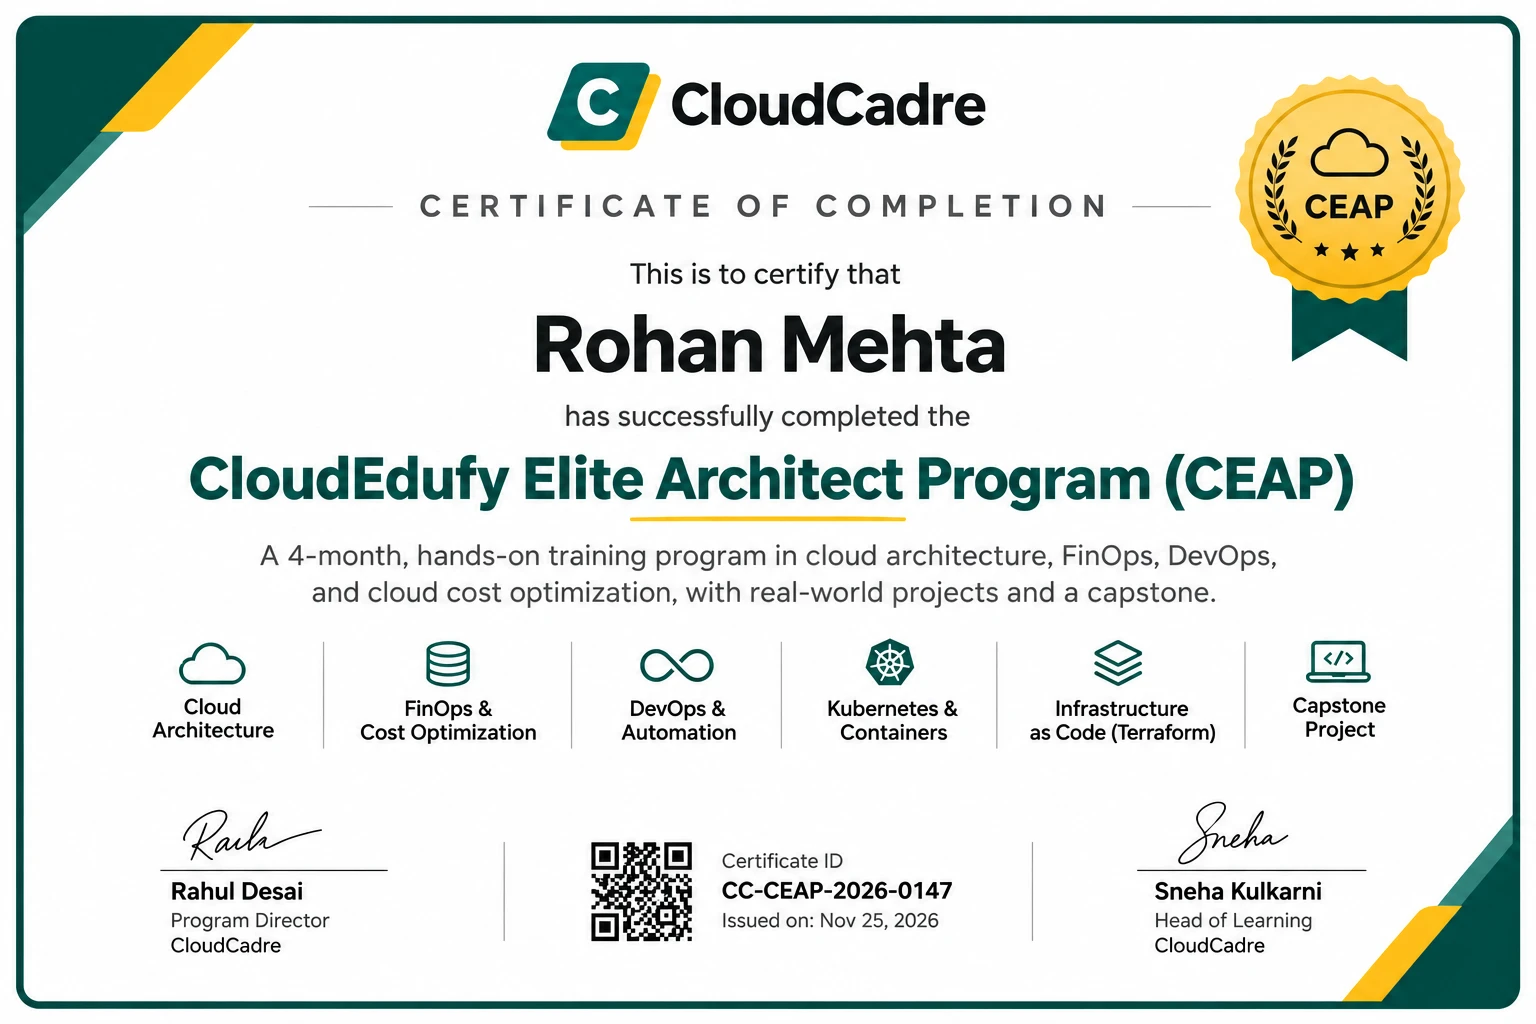 C CloudCadre
CERTIFICATE OF COMPLETION
CEAP
This is to certify that
Rohan Mehta
has successfully completed the
CloudEdufy Elite Architect Program (CEAP)
A 4-month, hands-on training program in cloud architecture, FinOps, DevOps,
and cloud cost optimization, with real-world projects and a capstone.
Cloud
Architecture
FinOps &
Cost Optimization
DevOps &
Automation
Kubernetes &
Containers
Infrastructure
as Code (Terraform)
</>
Capstone
Project
Rahul Desai
Program Director
CloudCadre
Certificate ID
CC-CEAP-2026-0147
Issued on: Nov 25, 2026
Sneha
Sneha Kulkarni
Head of Learning
CloudCadre